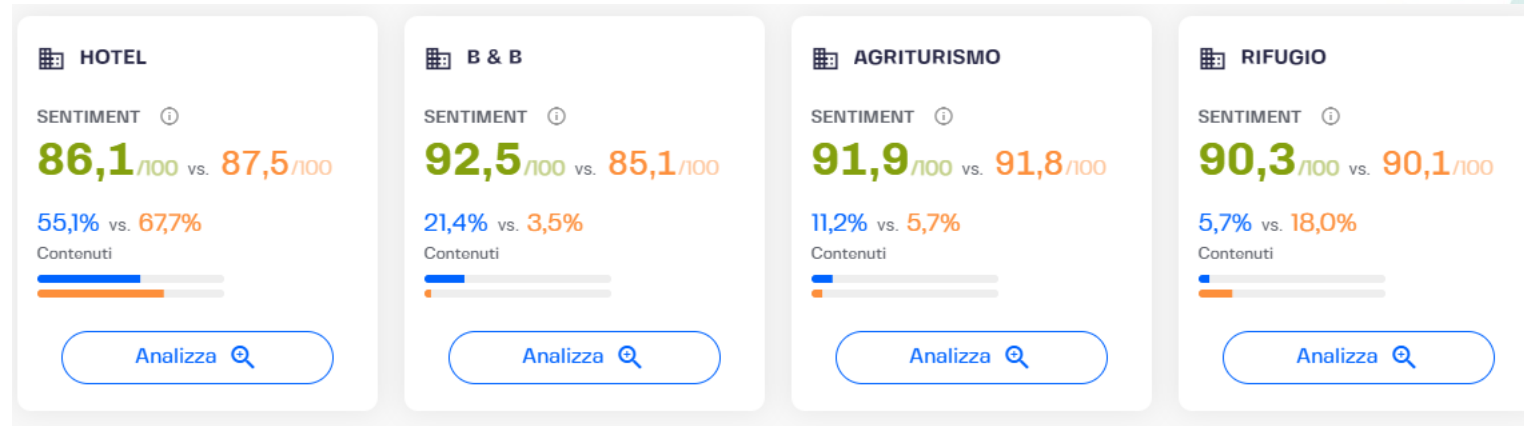 HOTEL
SENTIMENT
86,1/100 vs. 87,5/100
55,1% vs. 67,7%
Contenuti
Analizza
B & B
SENTIMENT
92,5/100 vs. 85,1/100
21,4% vs. 3,5%
Contenuti
Analizza
AGRITURISMO
SENTIMENT
91,9/100 vs. 91,8/100
11,2% vs. 5,7%
Contenuti
Analizza
RIFUGIO
SENTIMENT
90,3/100 vs. 90,1/100
5,7% vs. 18,0%
Contenuti
Analizza